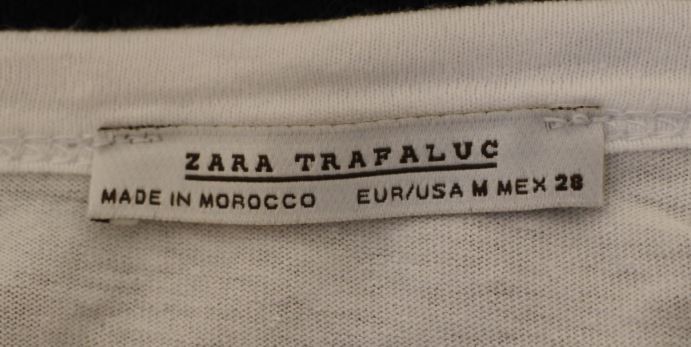 ZARA TRAFALUC
MADE IN MOROCCO EUR/USA M MEX 28